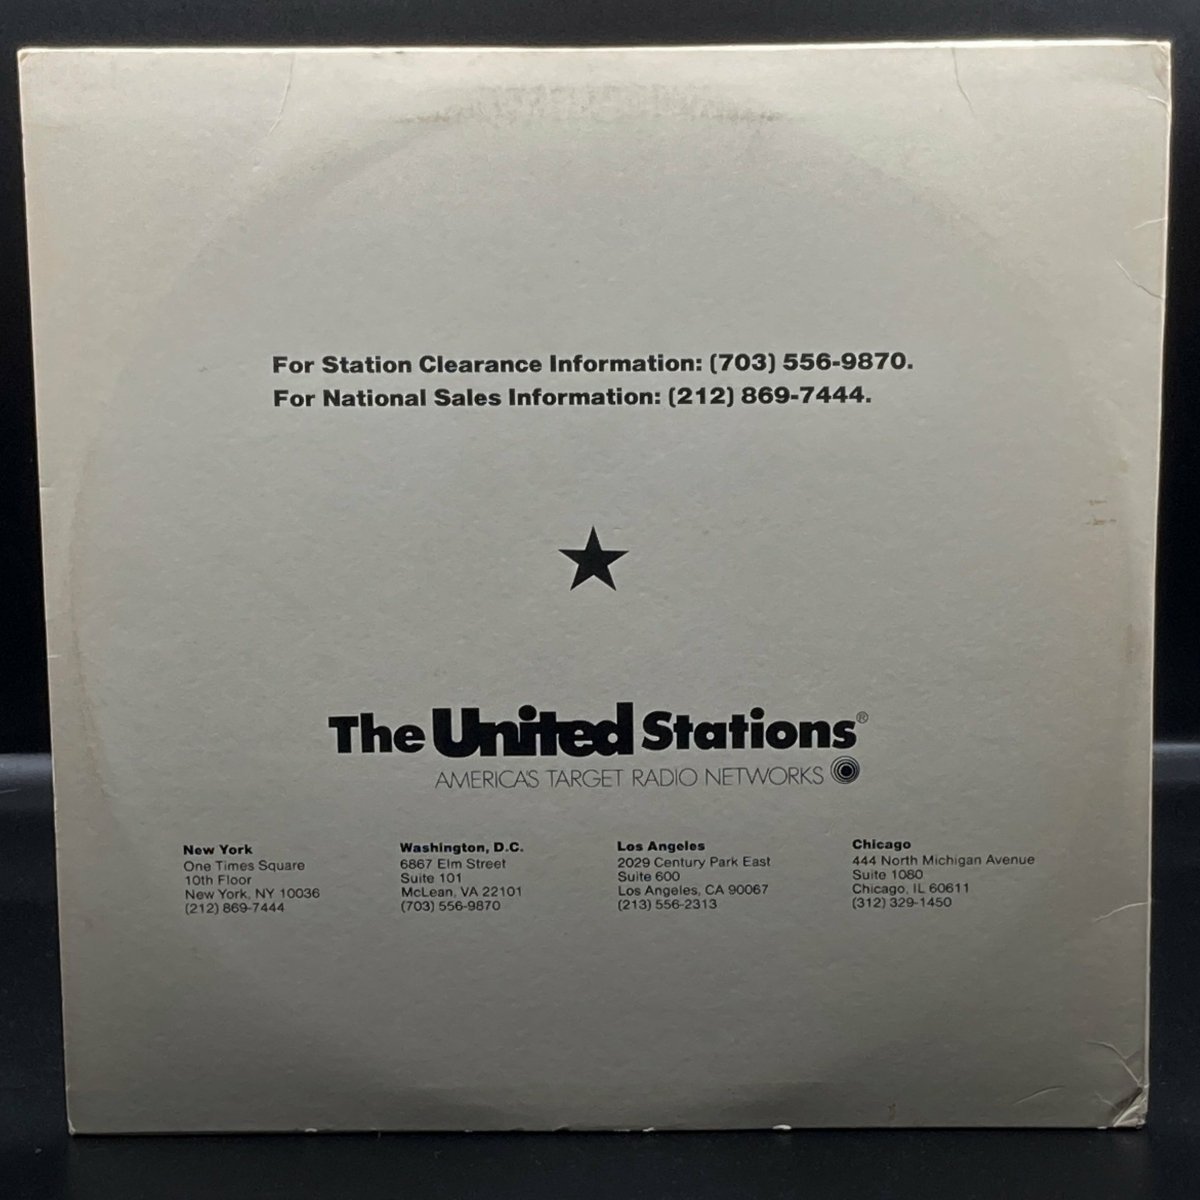 For Station Clearance Information: (703) 556-9870.
For National Sales Information: (212) 869-7444.
The United Stations®
AMERICA'S TARGET RADIO NETWORKS
New York
One Times Square
10th Floor
New York, NY 10036
(212) 869-7444
Washington, D.C.
6867 Elm Street
Suite 101
McLean, VA 22101
(703) 556-9870
Los Angeles
2029 Century Park East
Suite 600
Los Angeles, CA 90067
(213) 556-2313
Chicago
444 North Michigan Avenue
Suite 1080
Chicago, IL 60611
(312) 329-1450